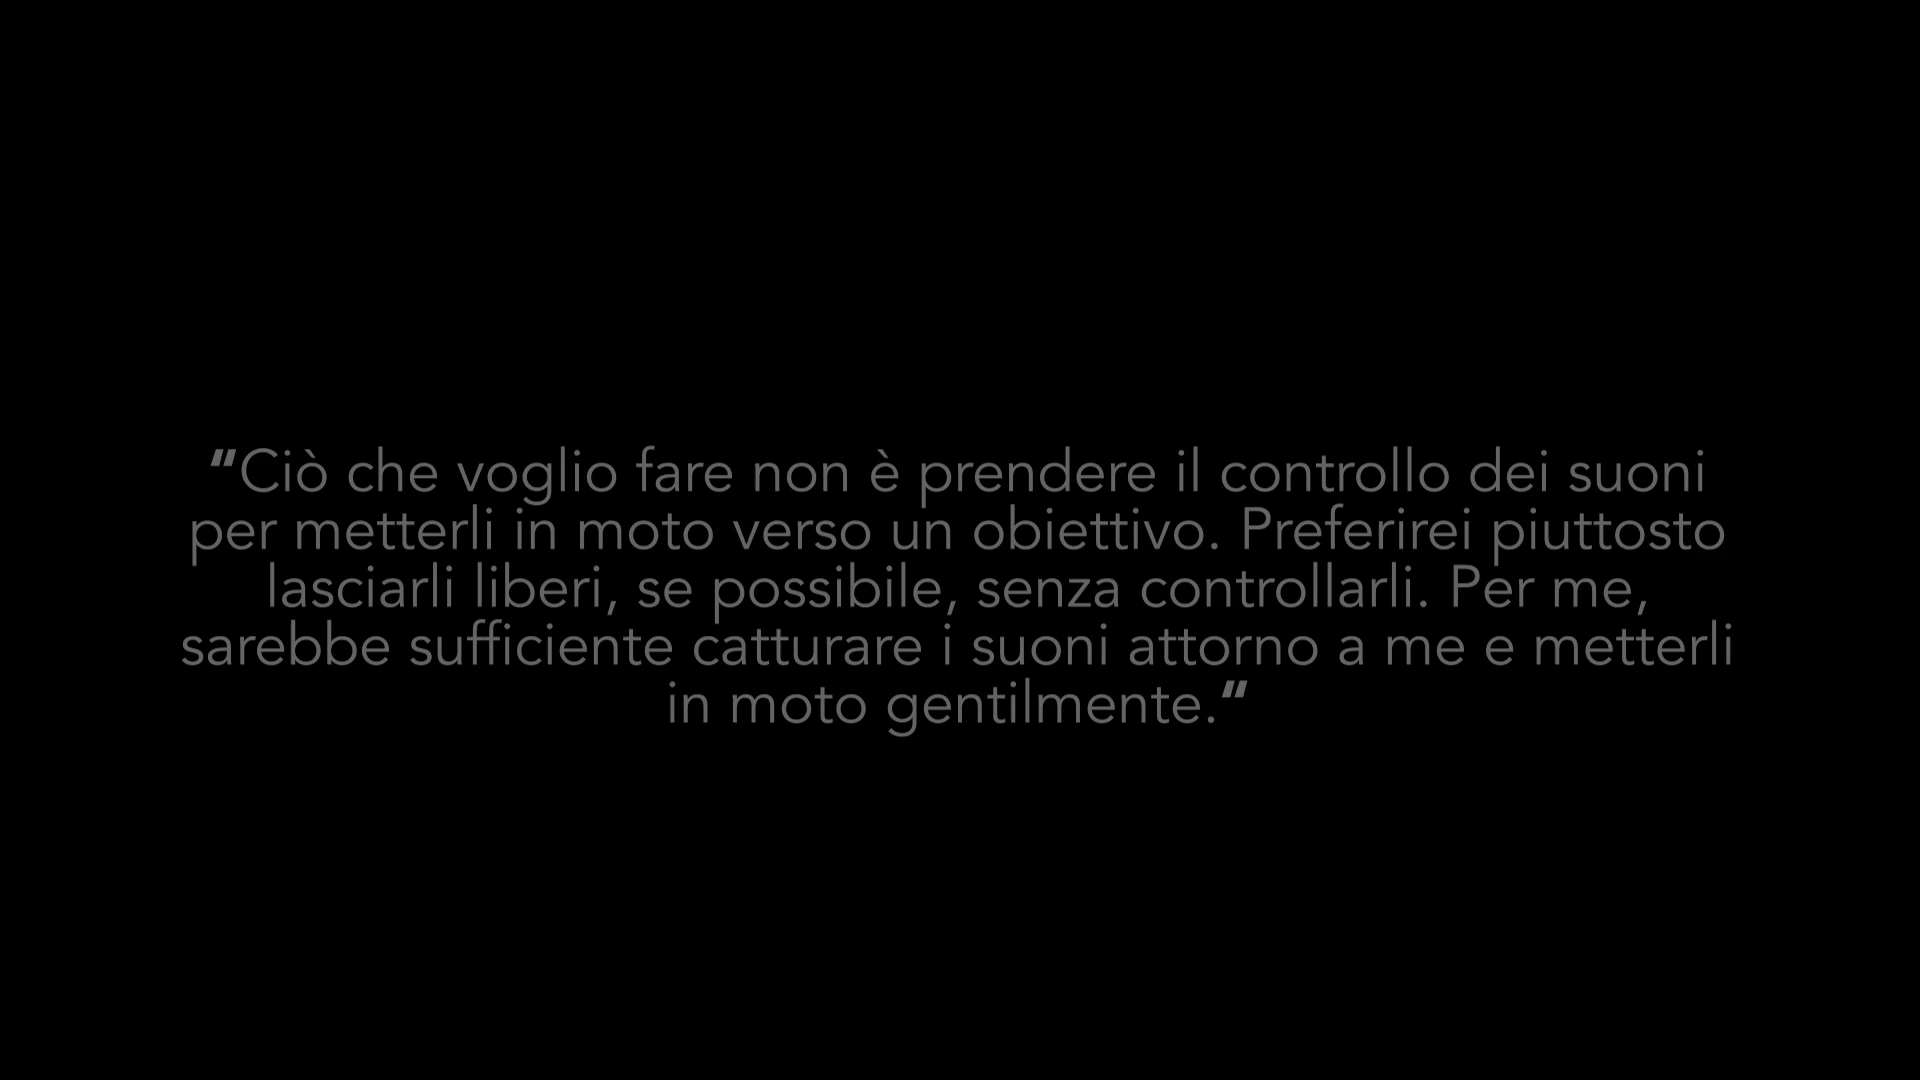 "Ciò che voglio fare non è prendere il controllo dei suoni
per metterli in moto verso un obiettivo. Preferirei piuttosto
lasciarli liberi, se possibile, senza controllarli. Per me,
sarebbe sufficiente catturare i suoni attorno a me e metterli
in moto gentilmente."